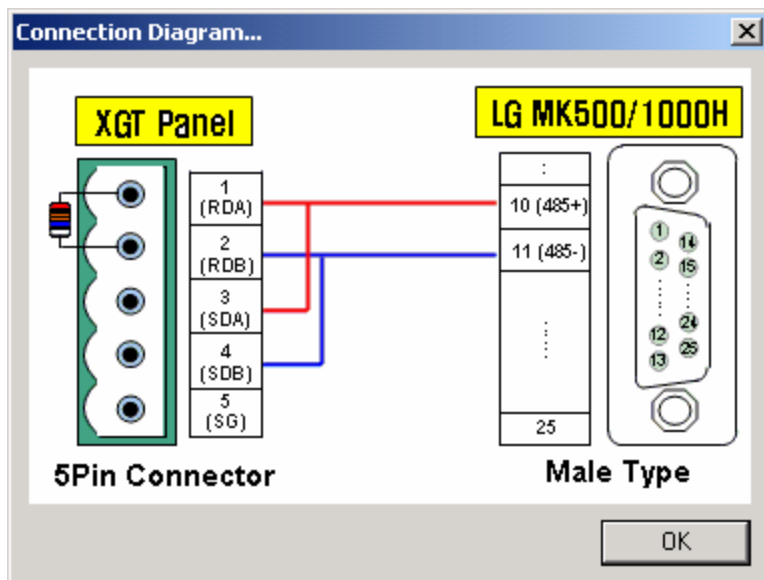 Connection Diagram...
XGT Panel
LG MK500/1000H
1
(RDA)
2
(RDB)
3
(SDA)
4
(SDB)
5
(SG)
:
10 (485+)
11 (485-)
25
1
14
2
15
12
24
13
25
5Pin Connector
Male Type
OK